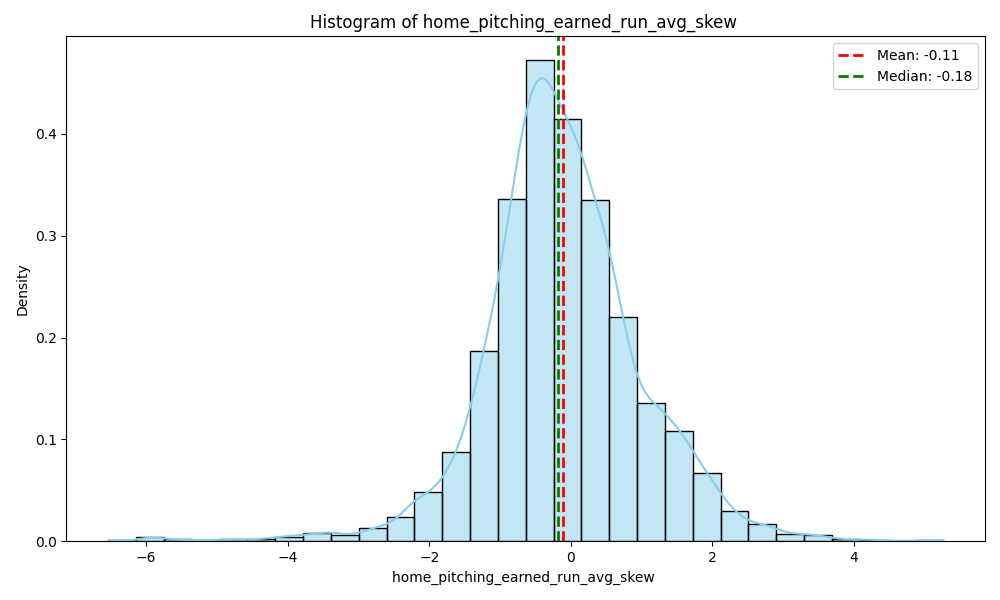 Histogram of home_pitching_earned_run_avg_skew
Mean: -0.11
Median: -0.18
0.4
0.3
0.2
0.1
0.0
Density
−6
−4
−2
0
2
4
home_pitching_earned_run_avg_skew